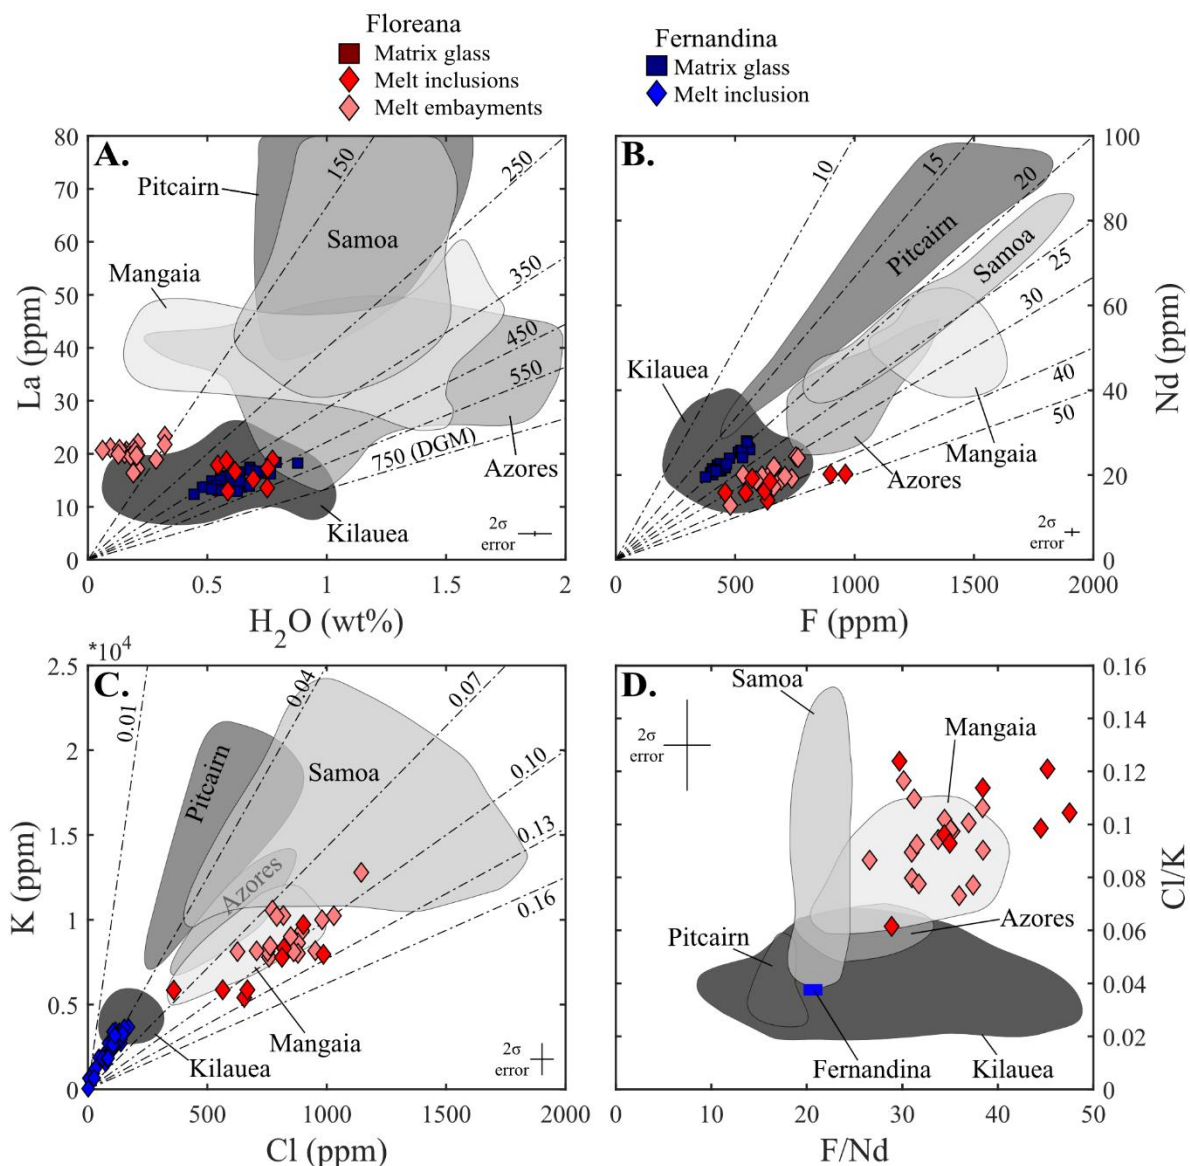 Floreana
Matrix glass
Melt inclusions
Melt embayments
Fernandina
Matrix glass
Melt inclusion
A.
80
70
60
50
40
30
20
10
0
La (ppm)
Pitcairn
Samoa
Mangaia
Azores
Kilauea
150
250
350
450
550
750 (DGM)
2σ
error
0
0.5
1
1.5
2
H2O (wt%)
B.
10
15
20
25
30
40
50
Pitcairn
Samoa
Kilauea
Mangaia
Azores
2σ
error
100
80
60
40
20
0
Nd (ppm)
0
500
1000
1500
2000
F (ppm)
*10^4
C.
2.5
2
1.5
1
0.5
0
K (ppm)
0.01
0.04
0.07
0.10
0.13
0.16
Pitcairn
Samoa
Azores
Mangaia
Kilauea
2σ
error
0
500
1000
1500
2000
Cl (ppm)
D.
Samoa
2σ
error
Mangaia
Azores
Pitcairn
Fernandina
Kilauea
0.16
0.14
0.12
0.1
0.08
0.06
0.04
0.02
0
Cl/K
0
10
20
30
40
50
F/Nd